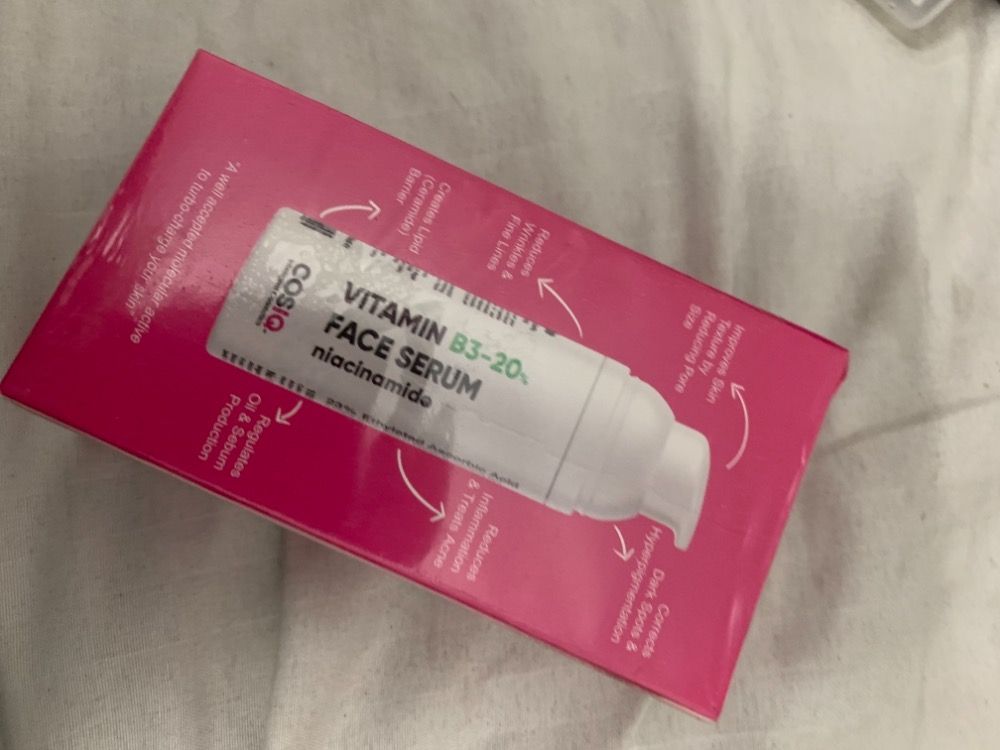 Improves Skin
Texture by
Reducing Pore
Size
Corrects
Dark Spots &
Hyperpigmentation
Reduces
Wrinkles &
Fine Lines
Reduces
Inflammation
& Treats Acne
Creates Lipid
(Ceramide)
Barrier
Regulates
Oil & Sebum
Production
COSIQ
VITAMIN B3-20%
FACE SERUM
niacinamide
23% Ethylated Ascorbic Acid
"A well accepted molecular active
to turbo-charge your skin"